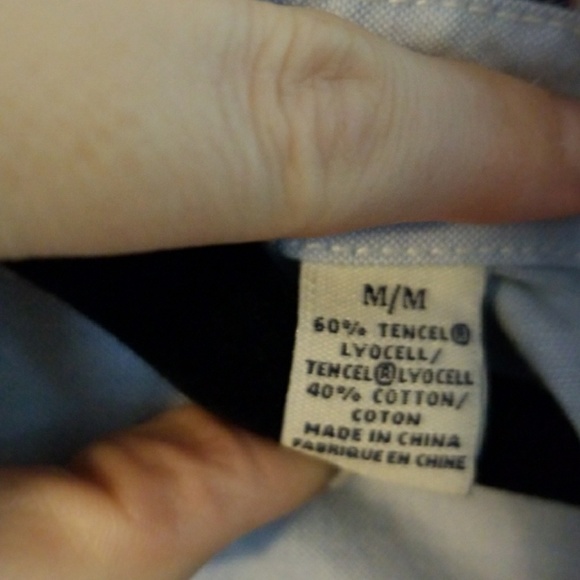 M/M
60% TENCEL®
LYOCELL/
TENCEL®LYOCELL
40% COTTON/
COTON
MADE IN CHINA
FABRIQUE EN CHINE